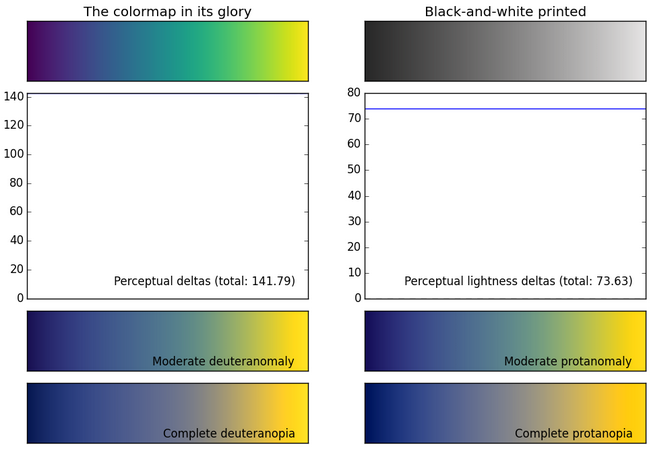 The colormap in its glory
Black-and-white printed
140
120
100
80
60
40
20
0
Perceptual deltas (total: 141.79)
80
70
60
50
40
30
20
10
0
Perceptual lightness deltas (total: 73.63)
Moderate deuteranomaly
Moderate protanomaly
Complete deuteranopia
Complete protanopia